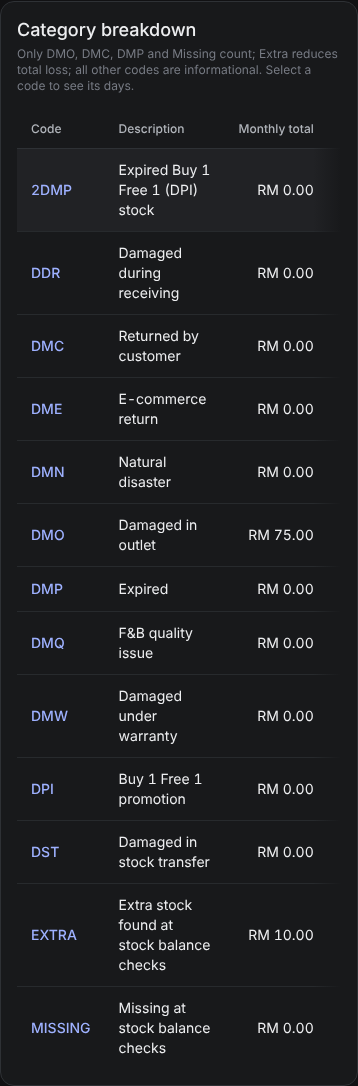 Category breakdown
Only DMO, DMC, DMP and Missing count; Extra reduces
total loss; all other codes are informational. Select a
code to see its days.
Code Description Monthly total
2DMP Expired Buy 1 Free 1 (DPI) stock RM 0.00
DDR Damaged during receiving RM 0.00
DMC Returned by customer RM 0.00
DME E-commerce return RM 0.00
DMN Natural disaster RM 0.00
DMO Damaged in outlet RM 75.00
DMP Expired RM 0.00
DMQ F&B quality issue RM 0.00
DMW Damaged under warranty RM 0.00
DPI Buy 1 Free 1 promotion RM 0.00
DST Damaged in stock transfer RM 0.00
EXTRA Extra stock found at stock balance checks RM 10.00
MISSING Missing at stock balance checks RM 0.00